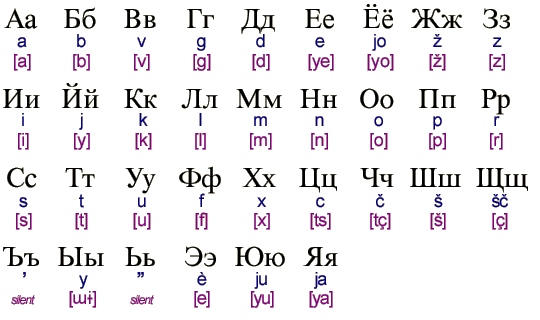 Аа Бб Вв Гг Дд Ее Ёё Жж Зз
a b v g d e jo ž z
[a] [b] [v] [g] [d] [ye] [yo] [ž] [z]
Ии Йй Кк Лл Мм Нн Оо Пп Рр
i j k l m n o p r
[i] [y] [k] [l] [m] [n] [o] [p] [r]
Сс Тт Уу Фф Хх Цц Чч Шш Щщ
s t u f x c č š šč
[s] [t] [u] [f] [x] [ts] [tç] [š] [ç]
Ъъ Ыы Ьь Ээ Юю Яя
’ y ” è ju ja
silent [ɯɨ] silent [e] [yu] [ya]